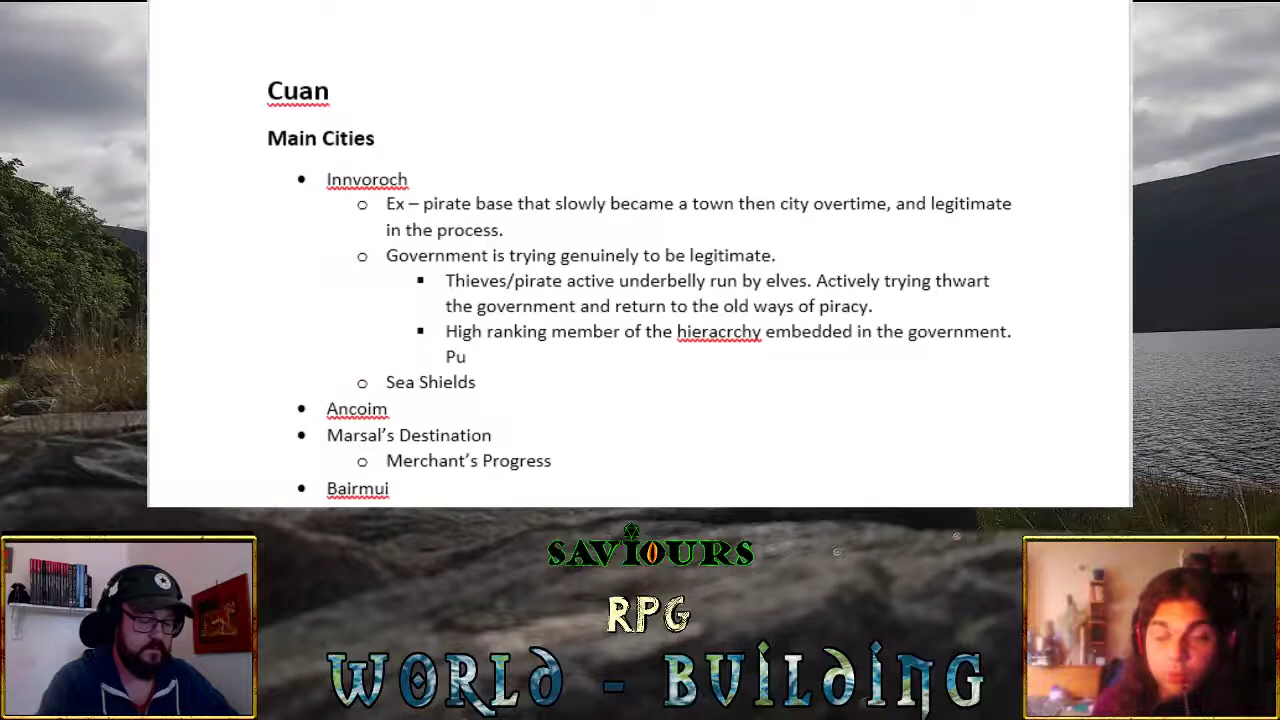 Cuan
Main Cities
• Innvoroch
o Ex – pirate base that slowly became a town then city overtime, and legitimate
in the process.
o Government is trying genuinely to be legitimate.
▪ Thieves/pirate active underbelly run by elves. Actively trying thwart
the government and return to the old ways of piracy.
▪ High ranking member of the hieracrchy embedded in the government.
Pu
o Sea Shields
• Ancoim
• Marsal's Destination
o Merchant's Progress
• Bairmui
SAVIOURS
RPG
WORLD - BUILDING